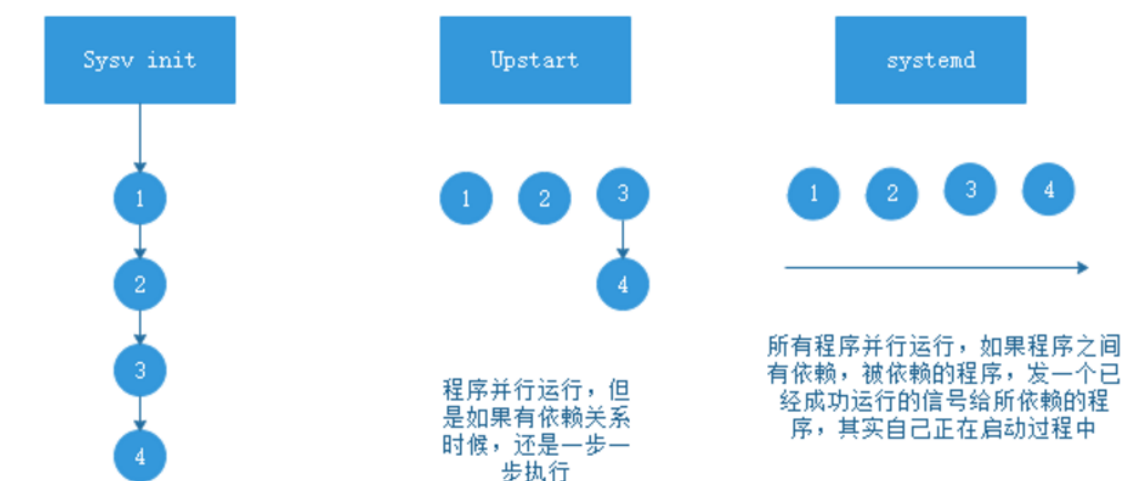 Sysv init
1
2
3
4
Upstart
1
2
3
4
程序并行运行，但
是如果有依赖关系
时候，还是一步一
步执行
systemd
1
2
3
4
所有程序并行运行，如果程序之间
有依赖，被依赖的程序，发一个已
经成功运行的信号给所依赖的程
序，其实自己正在启动过程中